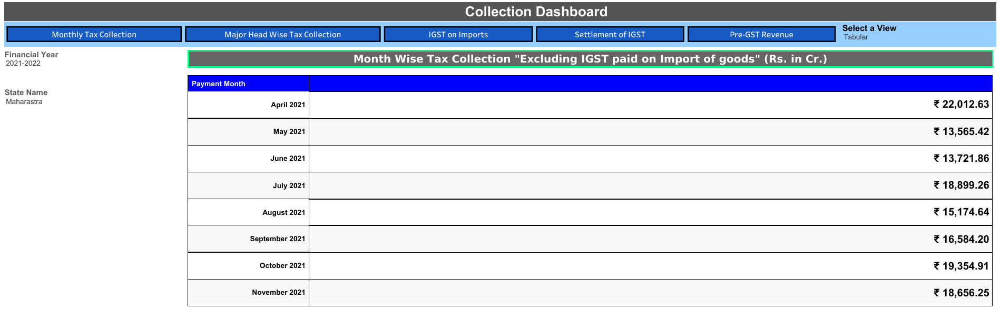 Collection Dashboard
Monthly Tax Collection Major Head Wise Tax Collection IGST on Imports Settlement of IGST Pre-GST Revenue
Select a View
Tabular
Financial Year
2021-2022
State Name
Maharastra
Month Wise Tax Collection "Excluding IGST paid on Import of goods" (Rs. in Cr.)
Payment Month
April 2021 ₹ 22,012.63
May 2021 ₹ 13,565.42
June 2021 ₹ 13,721.86
July 2021 ₹ 18,899.26
August 2021 ₹ 15,174.64
September 2021 ₹ 16,584.20
October 2021 ₹ 19,354.91
November 2021 ₹ 18,656.25